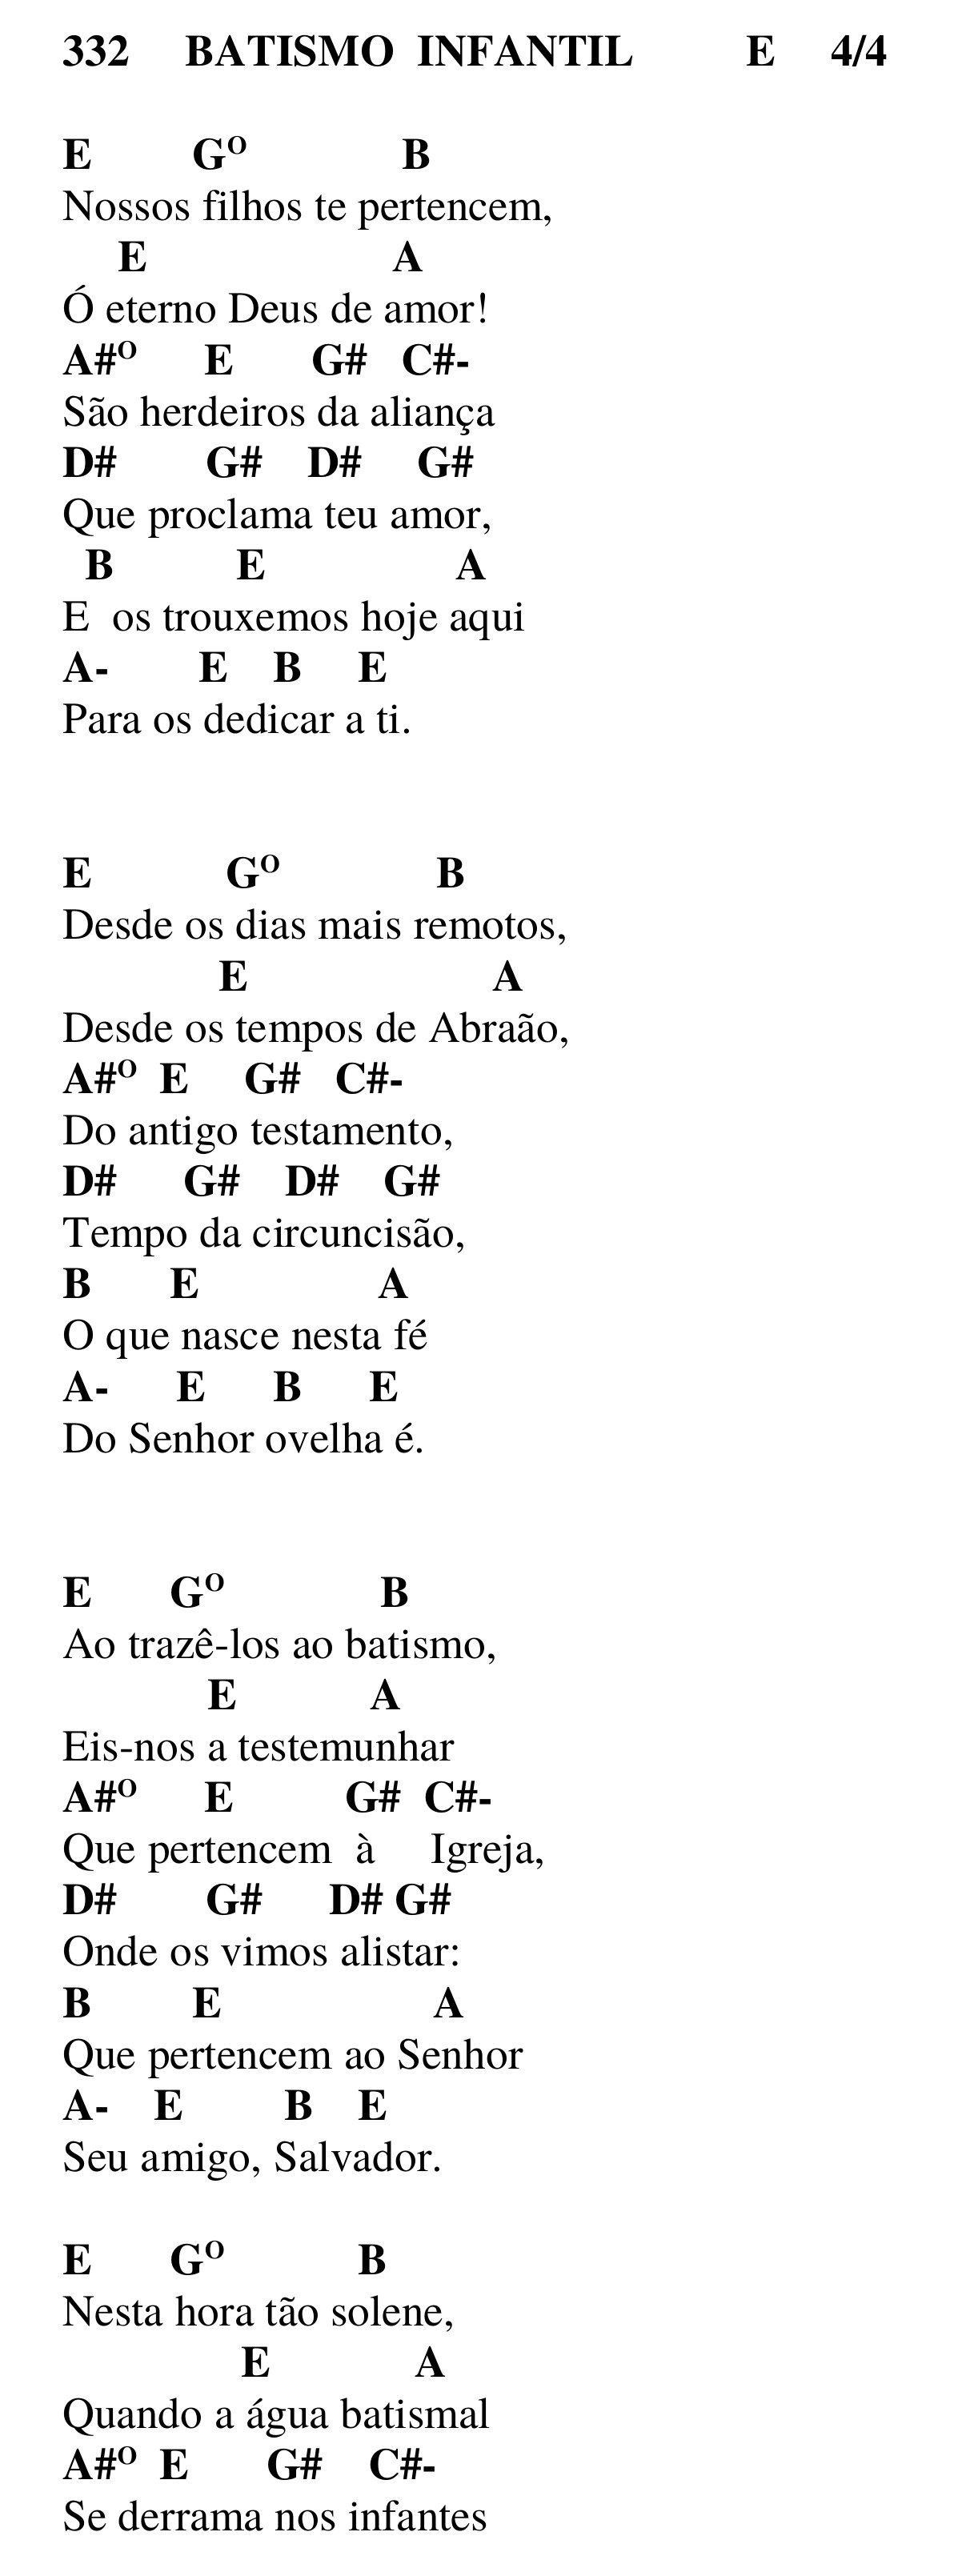 332 BATISMO INFANTIL E 4/4
E Gº B
Nossos filhos te pertencem,
E A
Ó eterno Deus de amor!
A#º E G# C#-
São herdeiros da aliança
D# G# D# G#
Que proclama teu amor,
B E A
E os trouxemos hoje aqui
A- E B E
Para os dedicar a ti.
E Gº B
Desde os dias mais remotos,
E A
Desde os tempos de Abraão,
A#º E G# C#-
Do antigo testamento,
D# G# D# G#
Tempo da circuncisão,
B E A
O que nasce nesta fé
A- E B E
Do Senhor ovelha é.
E Gº B
Ao trazê-los ao batismo,
E A
Eis-nos a testemunhar
A#º E G# C#-
Que pertencem à Igreja,
D# G# D# G#
Onde os vimos alistar:
B E A
Que pertencem ao Senhor
A- E B E
Seu amigo, Salvador.
E Gº B
Nesta hora tão solene,
E A
Quando a água batismal
A#º E G# C#-
Se derrama nos infantes